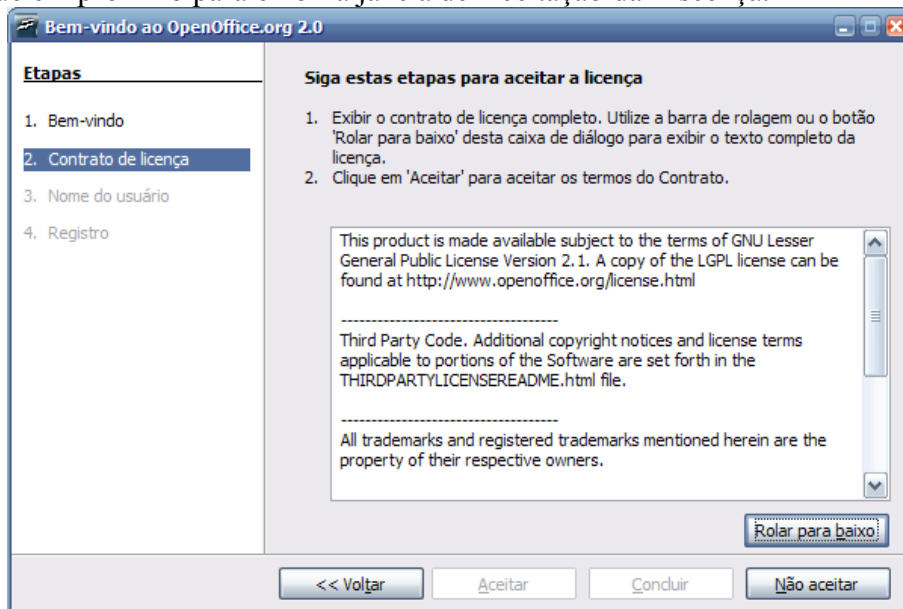 Bem-vindo ao OpenOffice.org 2.0
Etapas
1. Bem-vindo
2. Contrato de licença
3. Nome do usuário
4. Registro
Siga estas etapas para aceitar a licença
1. Exibir o contrato de licença completo. Utilize a barra de rolagem ou o botão
'Rolar para baixo' desta caixa de diálogo para exibir o texto completo da
licença.
2. Clique em 'Aceitar' para aceitar os termos do Contrato.
This product is made available subject to the terms of GNU Lesser
General Public License Version 2.1. A copy of the LGPL license can be
found at http://www.openoffice.org/license.html
------------------------------------
Third Party Code. Additional copyright notices and license terms
applicable to portions of the Software are set forth in the
THIRDPARTYLICENSEREADME.html file.
------------------------------------
All trademarks and registered trademarks mentioned herein are the
property of their respective owners.
Rolar para baixo
<< Voltar
Aceitar
Concluir
Não aceitar